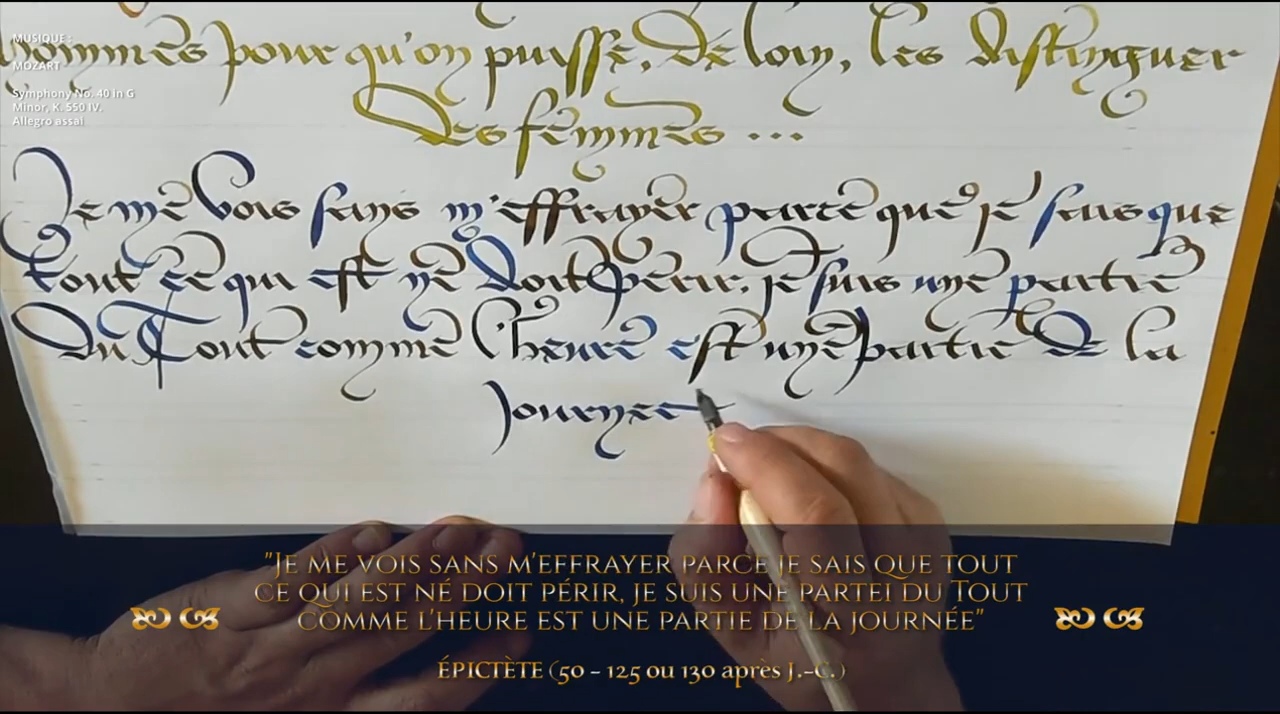 MUSIQUE :
MOZART
Symphony No. 40 in G
Minor, K. 550 IV.
Allegro assai
hommes pour qu'on puisse, de loin, les distinguer
des femmes ...
Je me vois sans m'effrayer parce que je sais que
tout ce qui est né doit périr, je suis une partie
du Tout comme l'heure est une partie de la
journee
"Je me vois sans m'effrayer parce je sais que tout
ce qui est né doit périr, je suis une partei du Tout
comme l'heure est une partie de la journée"
ÉPICTÈTE (50 - 125 ou 130 après J.-C.)